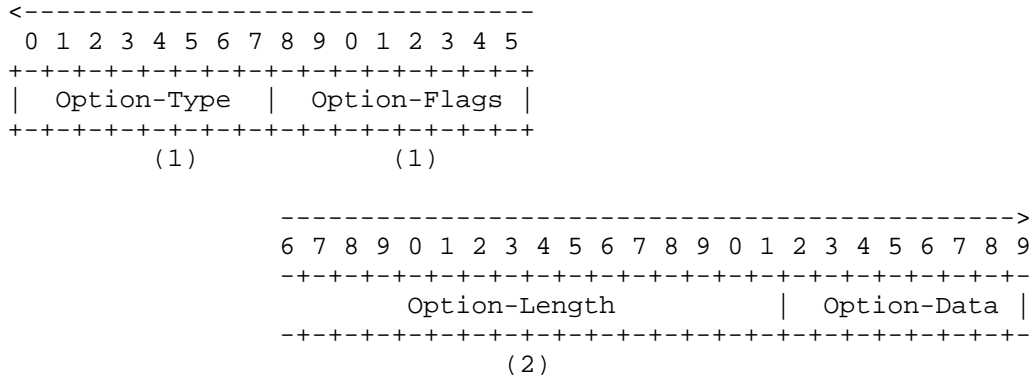 <---------------------------------
0 1 2 3 4 5 6 7 8 9 0 1 2 3 4 5
+-+-+-+-+-+-+-+-+-+-+-+-+-+-+-+-+
| Option-Type | Option-Flags |
+-+-+-+-+-+-+-+-+-+-+-+-+-+-+-+-+
(1) (1)
---------------------------------------------->
6 7 8 9 0 1 2 3 4 5 6 7 8 9 0 1 2 3 4 5 6 7 8 9
-+-+-+-+-+-+-+-+-+-+-+-+-+-+-+-+-+-+-+-+-+-+-+-
Option-Length | Option-Data |
-+-+-+-+-+-+-+-+-+-+-+-+-+-+-+-+-+-+-+-+-+-+-+-
(2)